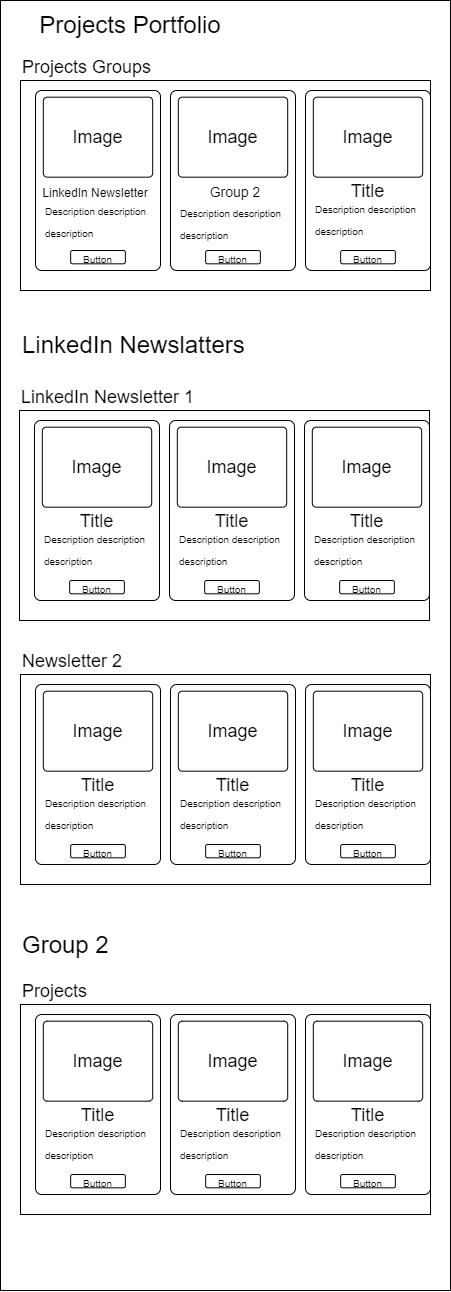 Projects Portfolio
Projects Groups
Image
Image
Image
LinkedIn Newsletter
Group 2
Title
Description description
description
Description description
description
Description description
description
Button
Button
Button
LinkedIn Newslatters
LinkedIn Newsletter 1
Image
Image
Image
Title
Title
Title
Description description
description
Description description
description
Description description
description
Button
Button
Button
Newsletter 2
Image
Image
Image
Title
Title
Title
Description description
description
Description description
description
Description description
description
Button
Button
Button
Group 2
Projects
Image
Image
Image
Title
Title
Title
Description description
description
Description description
description
Description description
description
Button
Button
Button